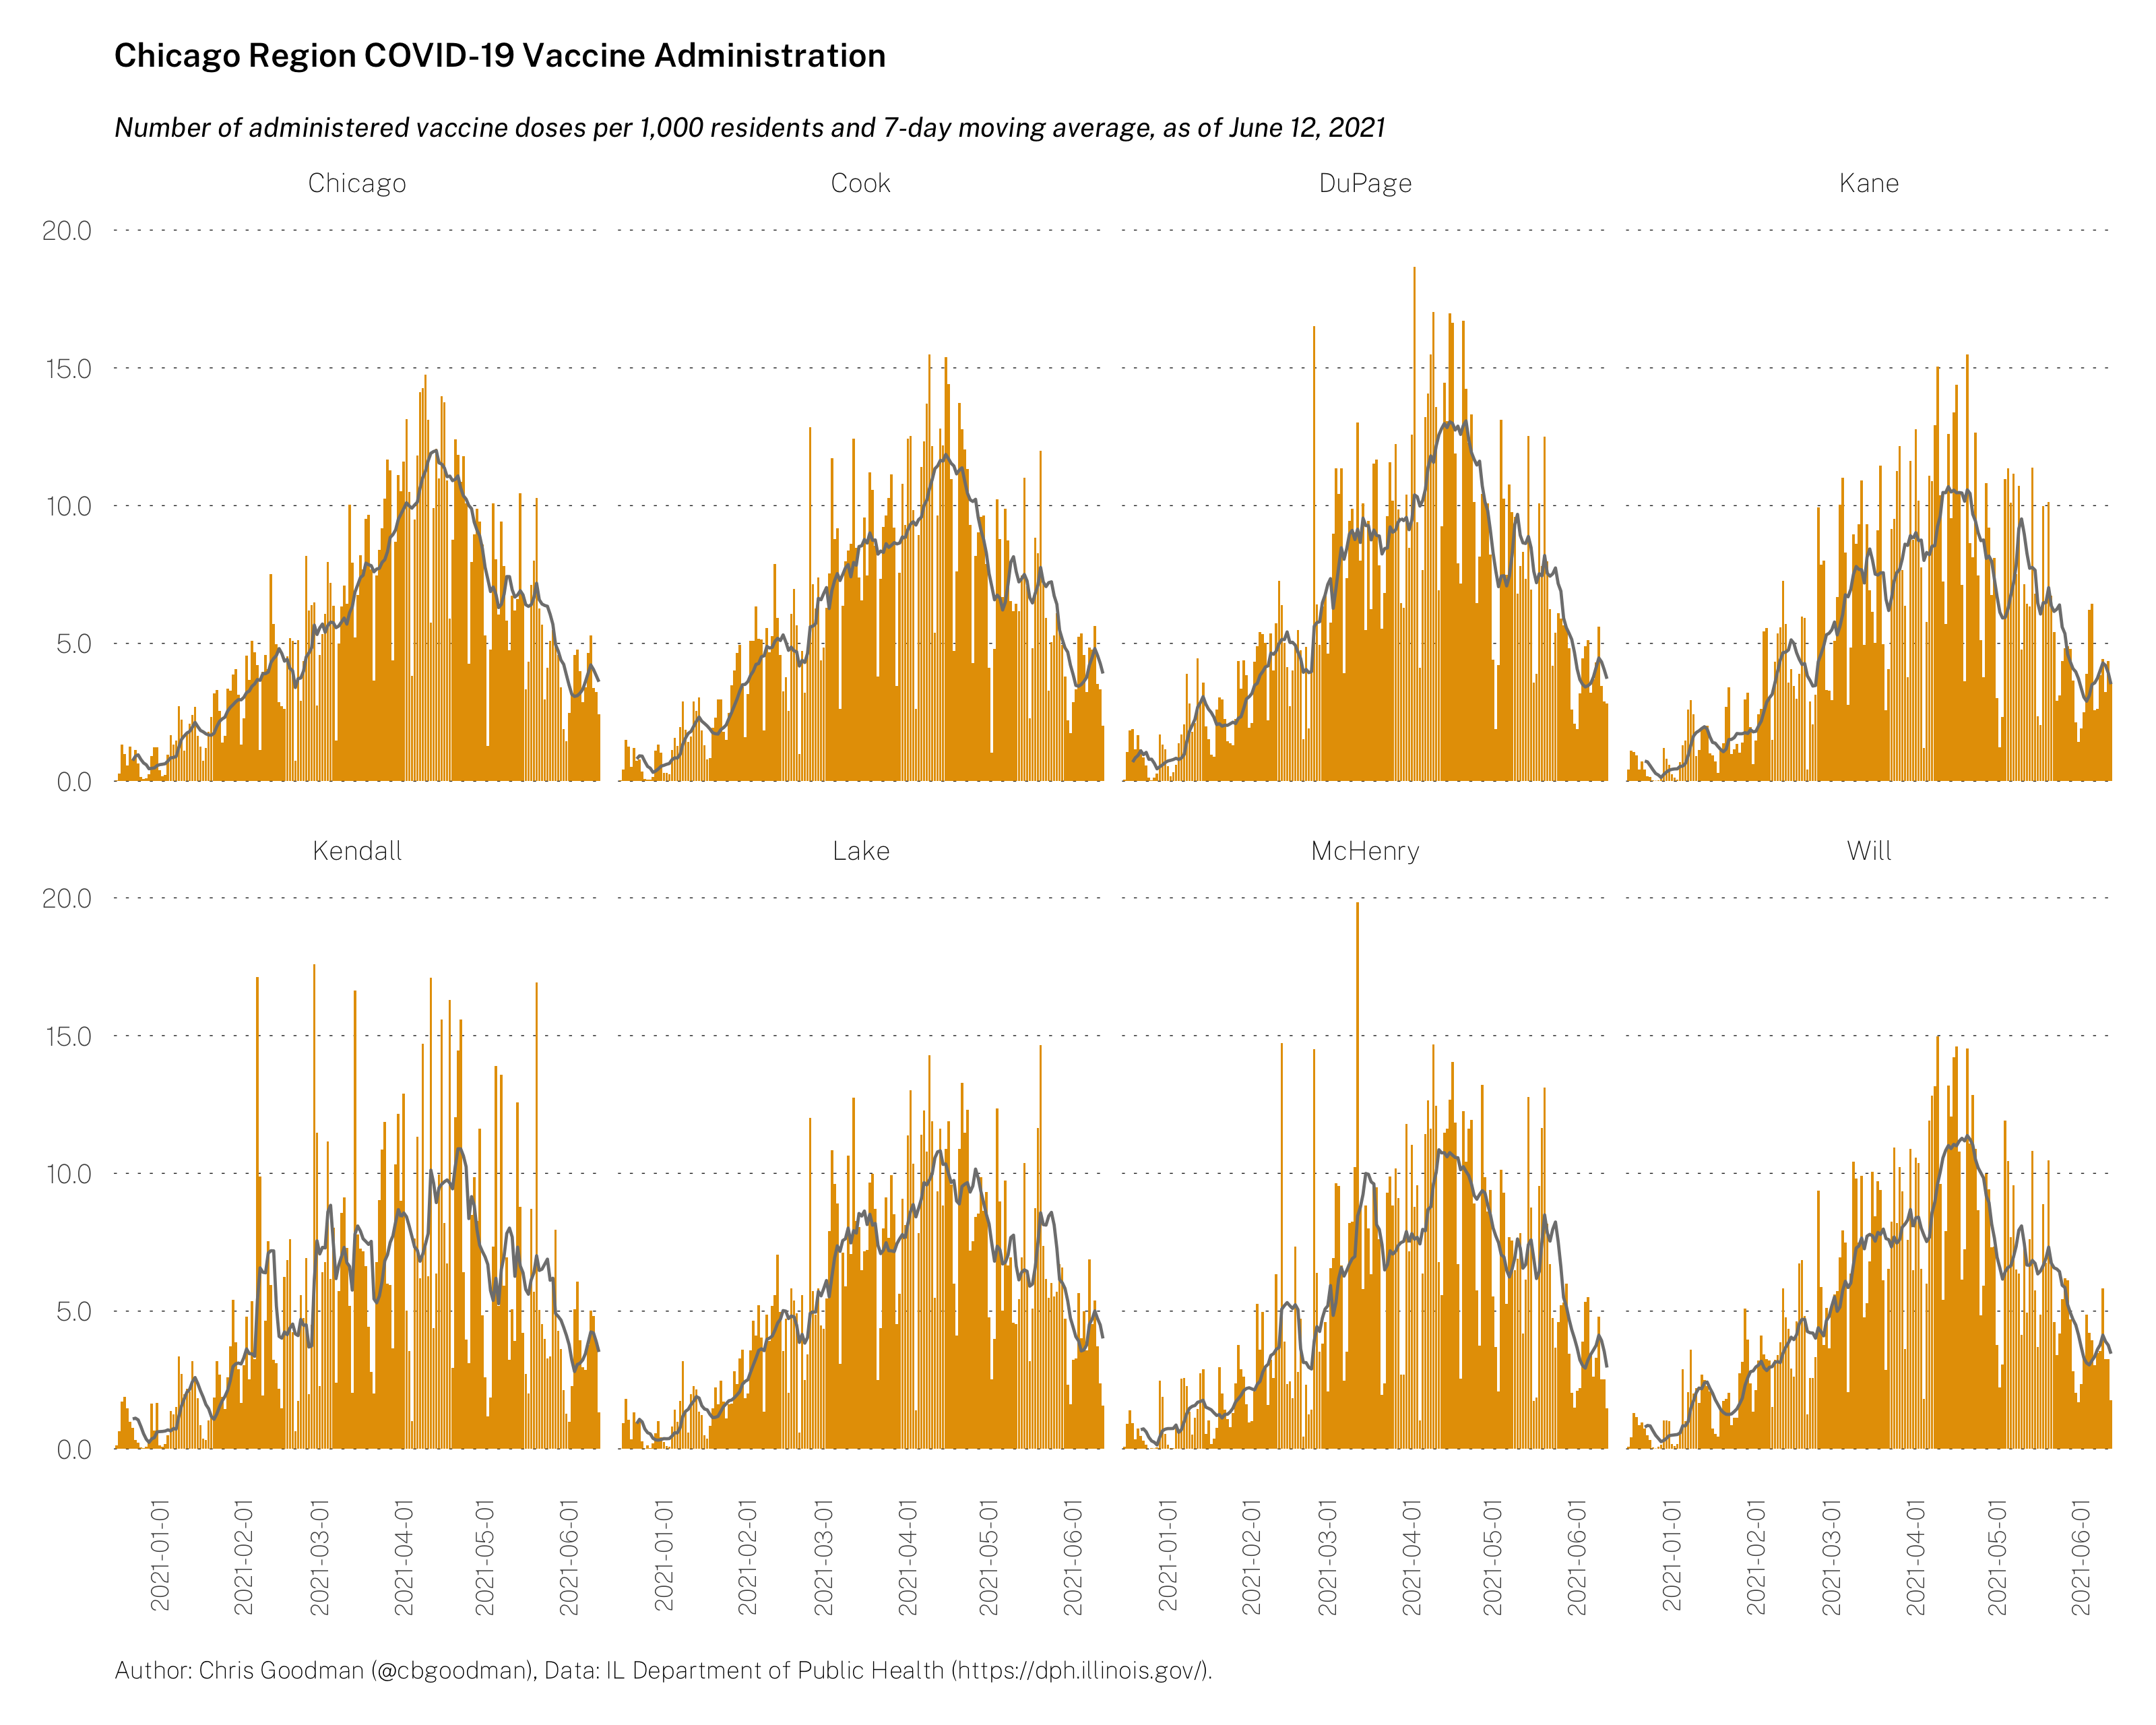 Chicago Region COVID-19 Vaccine Administration
Number of administered vaccine doses per 1,000 residents and 7-day moving average, as of June 12, 2021
Chicago Cook DuPage Kane
20.0
15.0
10.0
5.0
0.0
Kendall Lake McHenry Will
20.0
15.0
10.0
5.0
0.0
2021-01-01 2021-02-01 2021-03-01 2021-04-01 2021-05-01 2021-06-01 2021-01-01 2021-02-01 2021-03-01 2021-04-01 2021-05-01 2021-06-01 2021-01-01 2021-02-01 2021-03-01 2021-04-01 2021-05-01 2021-06-01 2021-01-01 2021-02-01 2021-03-01 2021-04-01 2021-05-01 2021-06-01
Author: Chris Goodman (@cbgoodman), Data: IL Department of Public Health (https://dph.illinois.gov/).